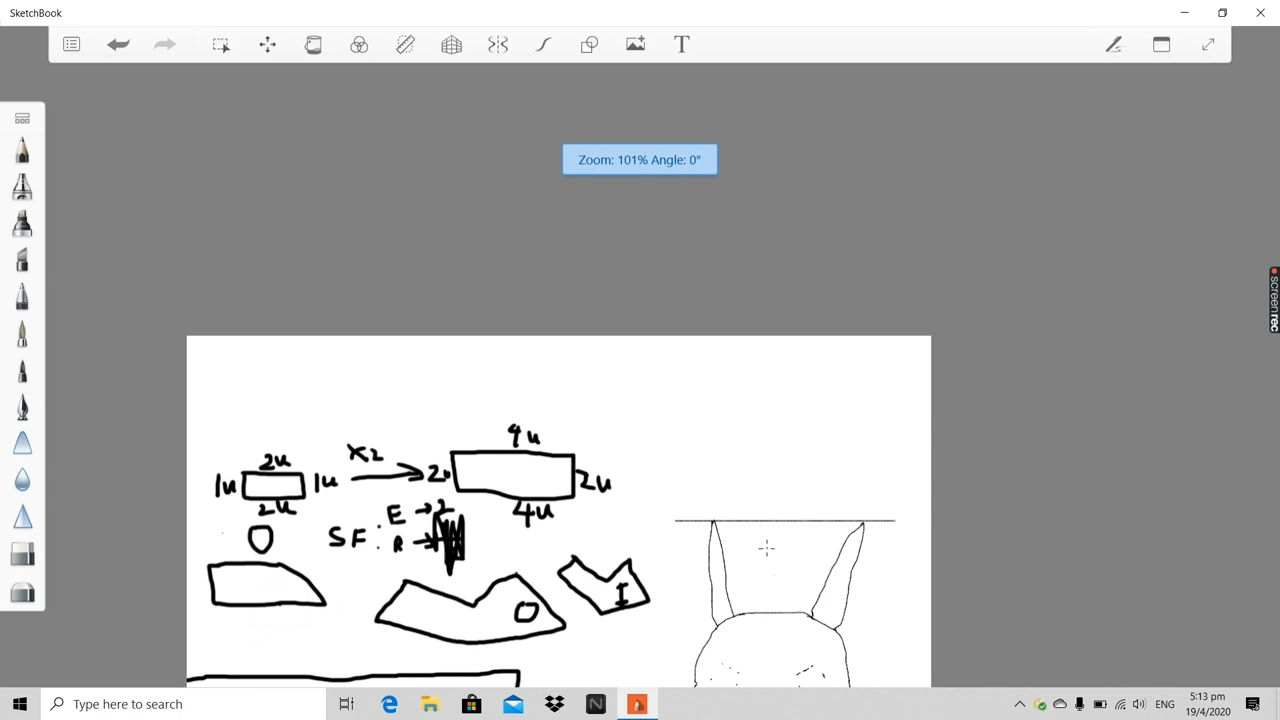 SketchBook
T
Zoom: 101% Angle: 0°
screenrec
4u
2u x2
1u 1u 2u 2u
2u 4u
O SF: E → 2
R →
I
O
Type here to search
ENG
5:13 pm
19/4/2020